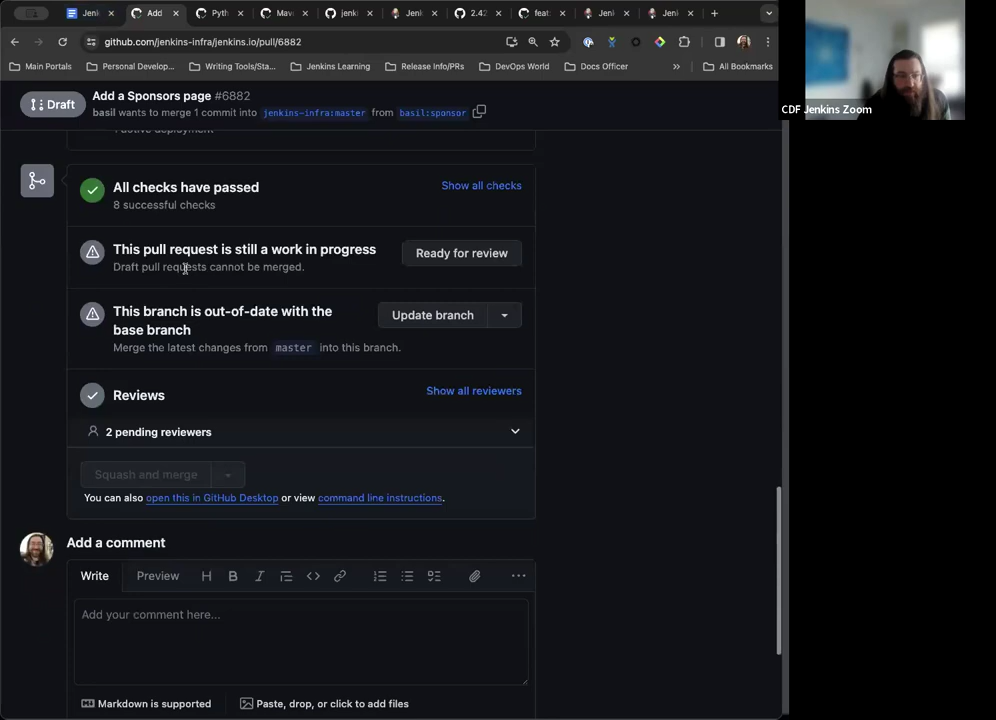 Jenk
Add
Pyth
Mav
jenki
Jenk
2.42
feat
Jenk
Jenk
github.com/jenkins-infra/jenkins.io/pull/6882
Main Portals
Personal Develop...
Writing Tools/Sta...
Jenkins Learning
Release Info/PRs
DevOps World
Docs Officer
»
All Bookmarks
Draft
Add a Sponsors page #6882
basil wants to merge 1 commit into jenkins-infra:master from basil:sponsor
CDF Jenkins Zoom
1 active deployment
All checks have passed
Show all checks
8 successful checks
This pull request is still a work in progress
Ready for review
Draft pull requests cannot be merged.
This branch is out-of-date with the
base branch
Update branch
Merge the latest changes from master into this branch.
Reviews
Show all reviewers
2 pending reviewers
Squash and merge
You can also open this in GitHub Desktop or view command line instructions.
Add a comment
Write
Preview
H
B
I
Add your comment here...
Markdown is supported
Paste, drop, or click to add files